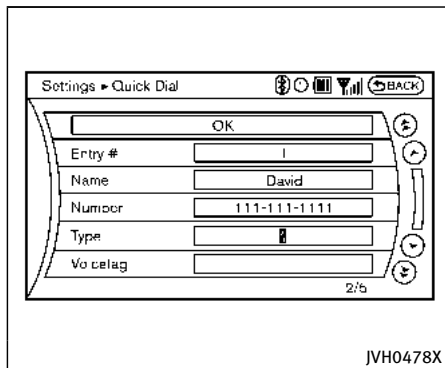 Settings ▸ Quick Dial BACK
OK
Entry # 1
Name David
Number 111-111-1111
Type
Voicetag
2/5
JVH0478X